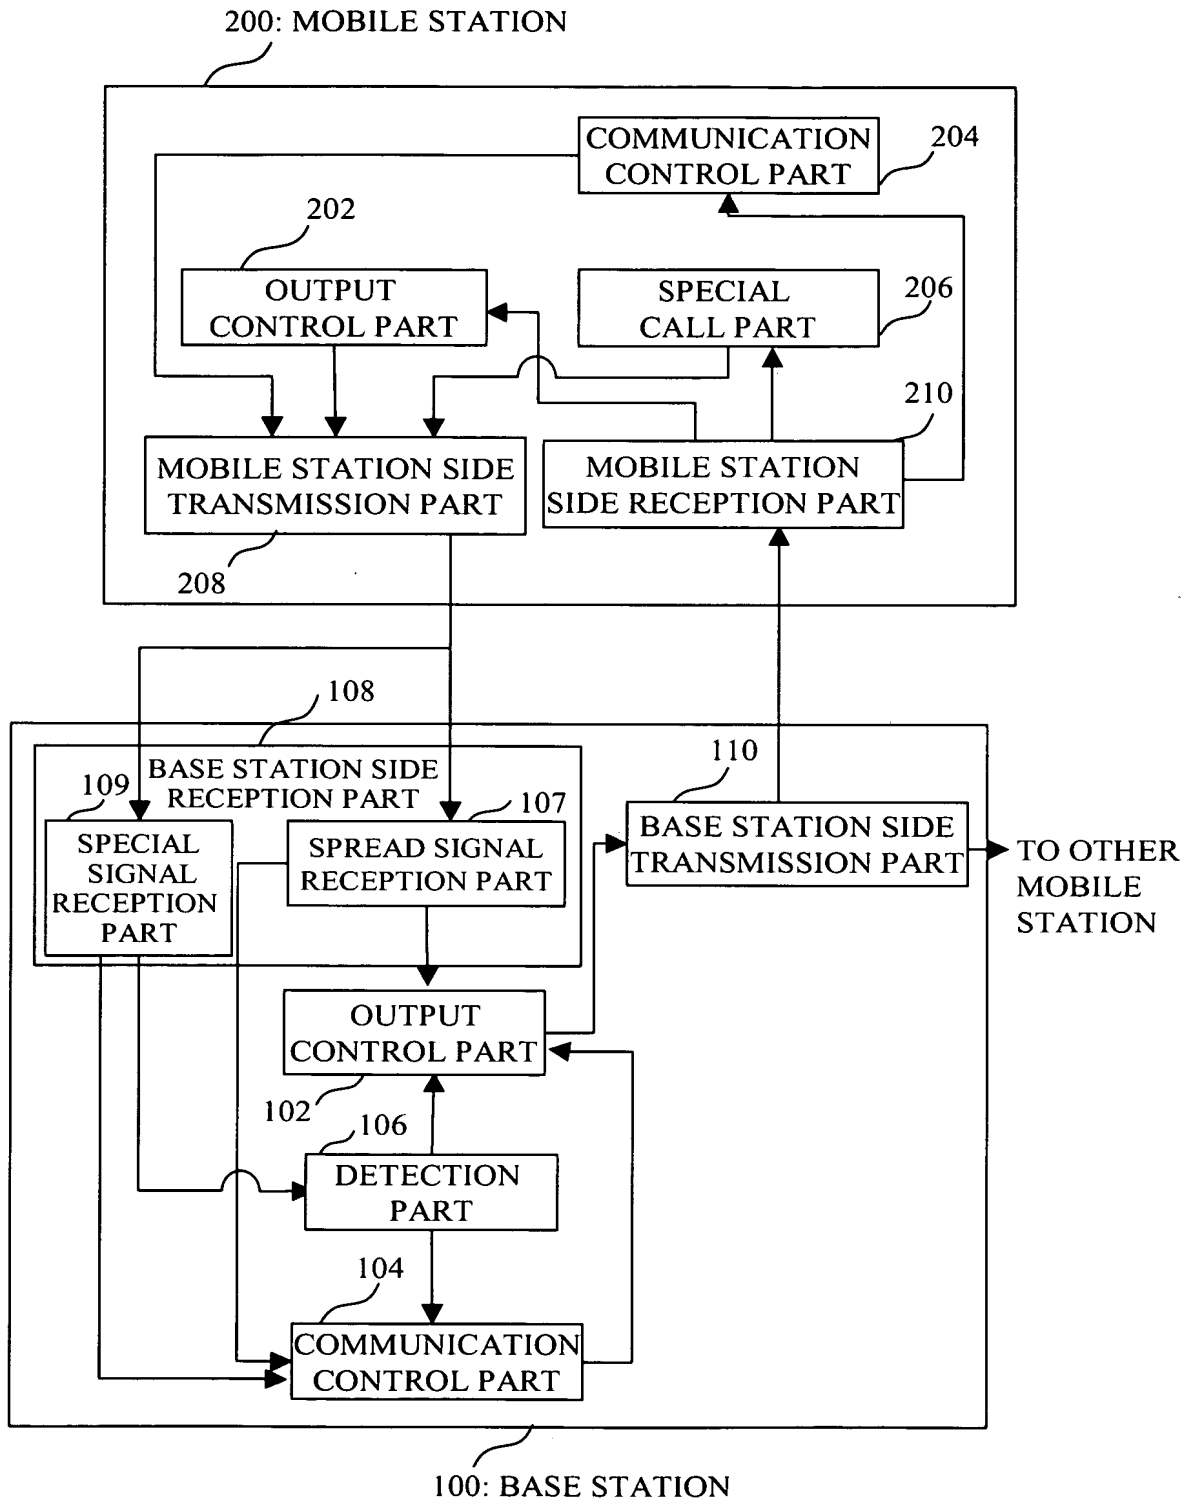 200: MOBILE STATION
COMMUNICATION
CONTROL PART
204
202
OUTPUT
CONTROL PART
SPECIAL
CALL PART
206
210
MOBILE STATION SIDE
TRANSMISSION PART
MOBILE STATION
SIDE RECEPTION PART
208
108
110
BASE STATION SIDE
RECEPTION PART
109
107
SPECIAL
SIGNAL
RECEPTION
PART
SPREAD SIGNAL
RECEPTION PART
BASE STATION SIDE
TRANSMISSION PART
TO OTHER
MOBILE
STATION
OUTPUT
CONTROL PART
102
106
DETECTION
PART
104
COMMUNICATION
CONTROL PART
100: BASE STATION